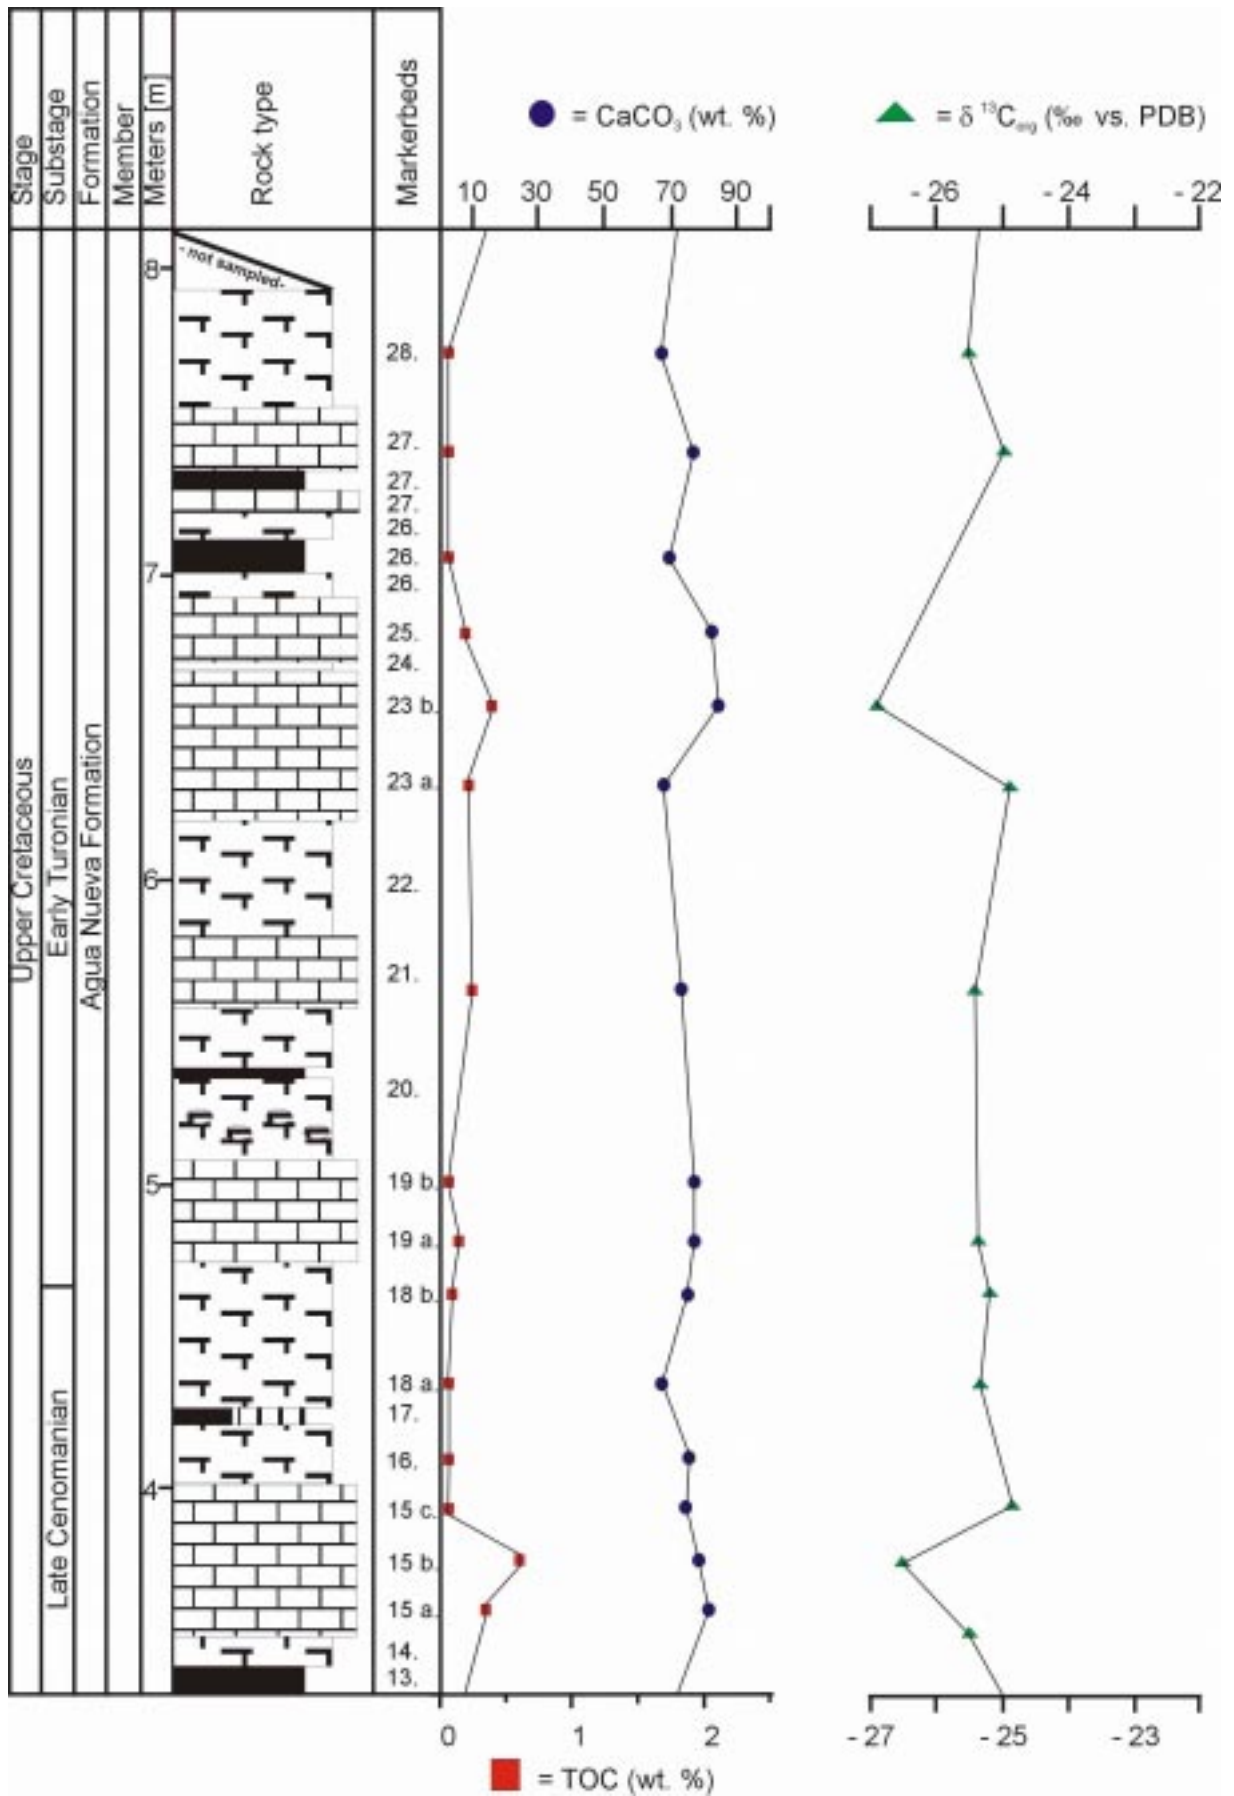 Stage
Substage
Formation
Member
Meters [m]
Rock type
Markerbeds
= CaCO₃ (wt. %)
= δ ¹³Corg (‰ vs. PDB)
10 30 50 70 90
- 26 - 24 - 22
- not sampled-
8
28.
27.
27.
27.
26.
26.
7
26.
25.
24.
23 b.
23 a.
6
22.
21.
20.
5
19 b.
19 a.
18 b.
18 a.
17.
16.
4
15 c.
15 b.
15 a.
14.
13.
Upper Cretaceous
Early Turonian
Late Cenomanian
Agua Nueva Formation
0 1 2
- 27 - 25 - 23
= TOC (wt. %)